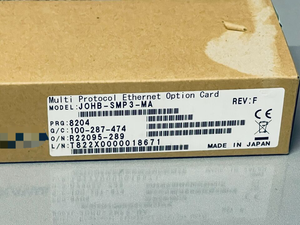 Multi Protocol Ethernet Option Card
MODEL: JOHB-SMP3-MA REV:F
PRG: 8204
Q/C: 100-287-474
O/N: R22095-289
L/N: T822X0000018671
MADE IN JAPAN